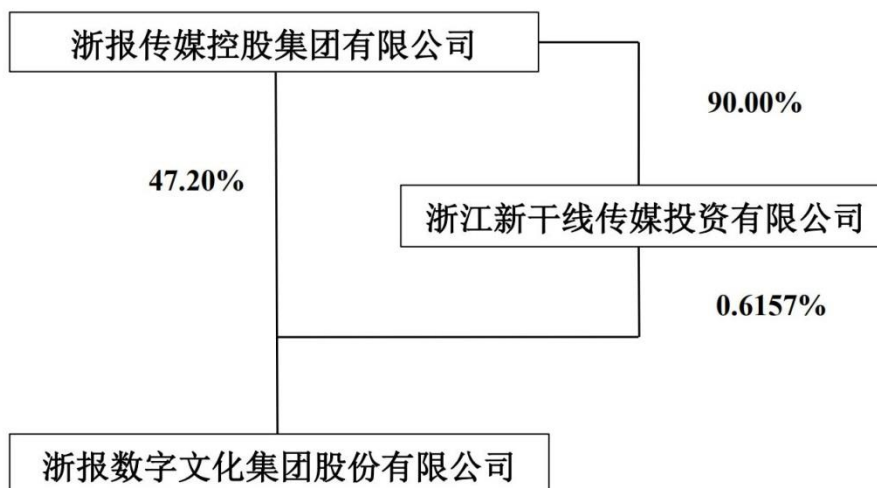 浙报传媒控股集团有限公司
90.00%
47.20%
浙江新干线传媒投资有限公司
0.6157%
浙报数字文化集团股份有限公司